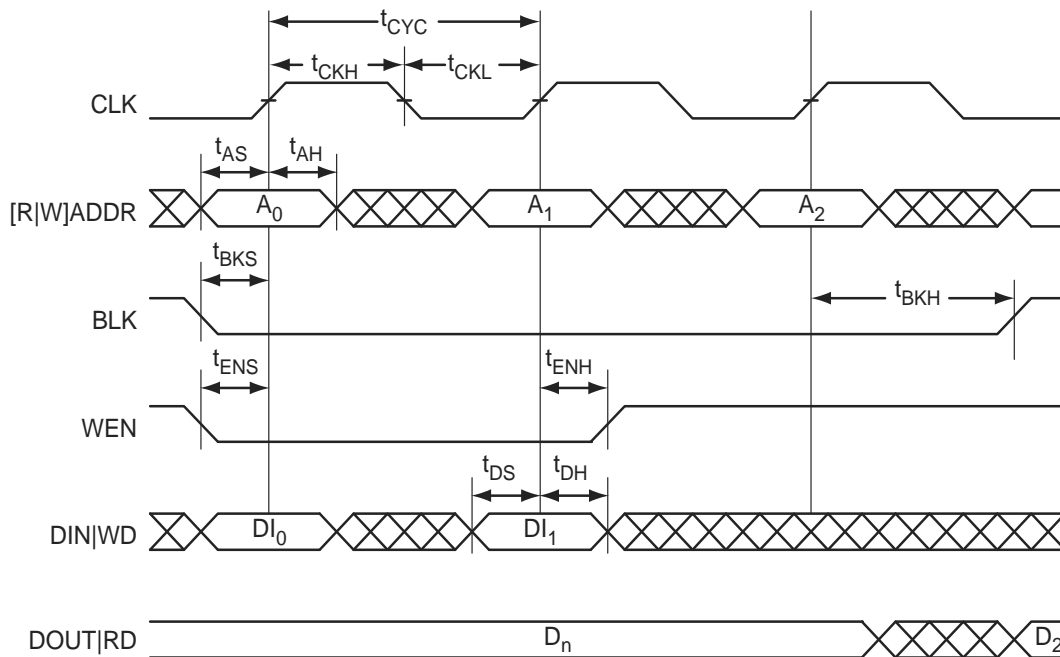 tCYC
tCKH tCKL
CLK
tAS tAH
[R|W]ADDR A0 A1 A2
tBKS tBKH
BLK
tENS tENH
WEN
tDS tDH
DIN|WD DI0 DI1
DOUT|RD Dn D2